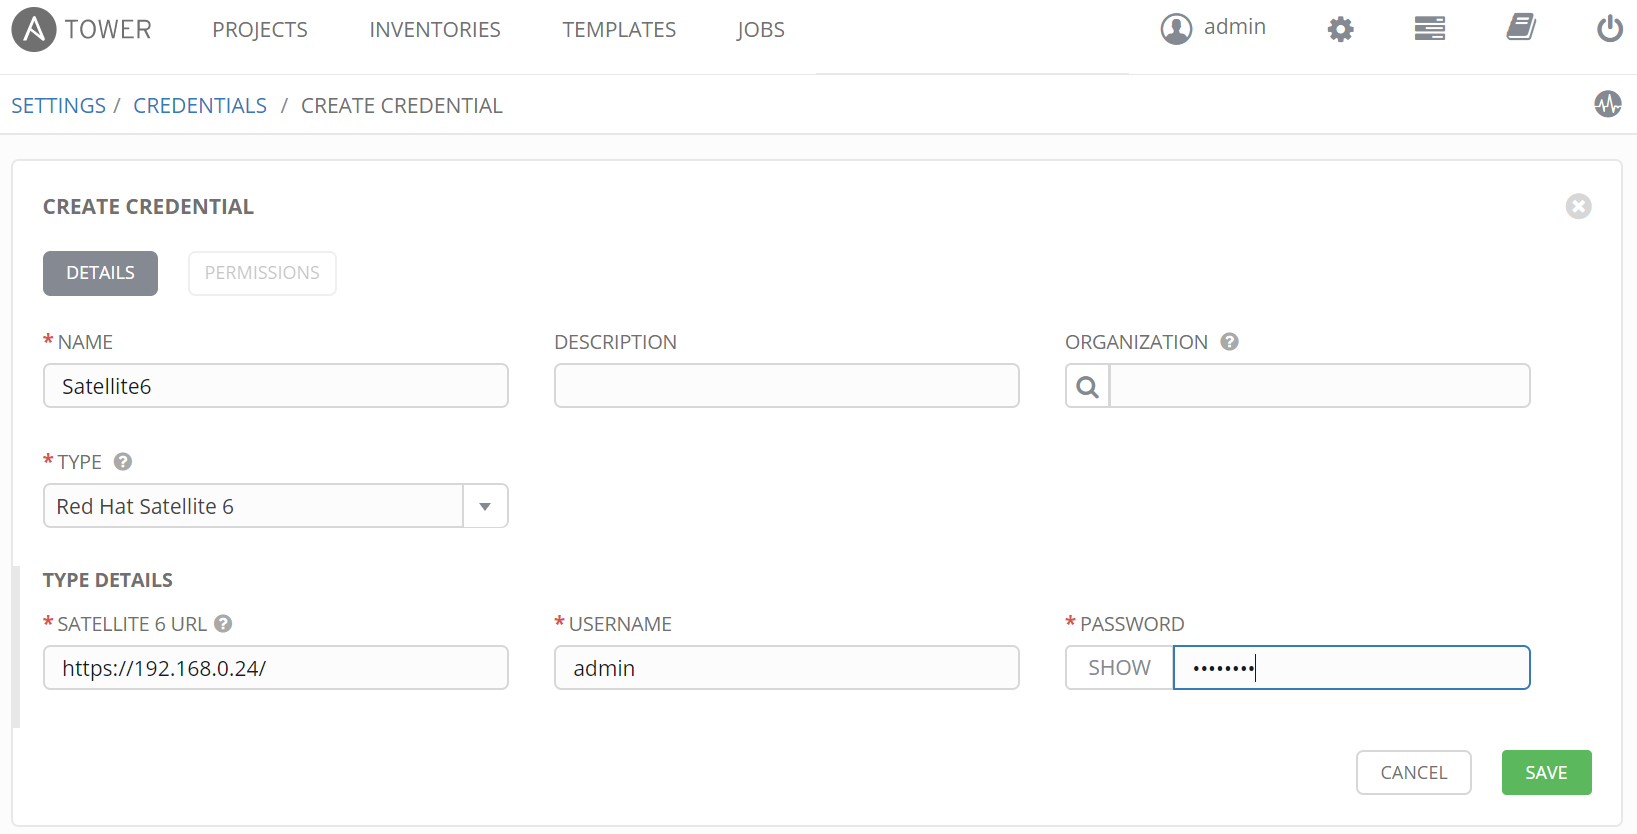 TOWER PROJECTS INVENTORIES TEMPLATES JOBS admin
SETTINGS / CREDENTIALS / CREATE CREDENTIAL
CREATE CREDENTIAL
DETAILS PERMISSIONS
* NAME DESCRIPTION ORGANIZATION ?
Satellite6
* TYPE ?
Red Hat Satellite 6
TYPE DETAILS
* SATELLITE 6 URL ? * USERNAME * PASSWORD
https://192.168.0.24/ admin SHOW ••••••••
CANCEL SAVE